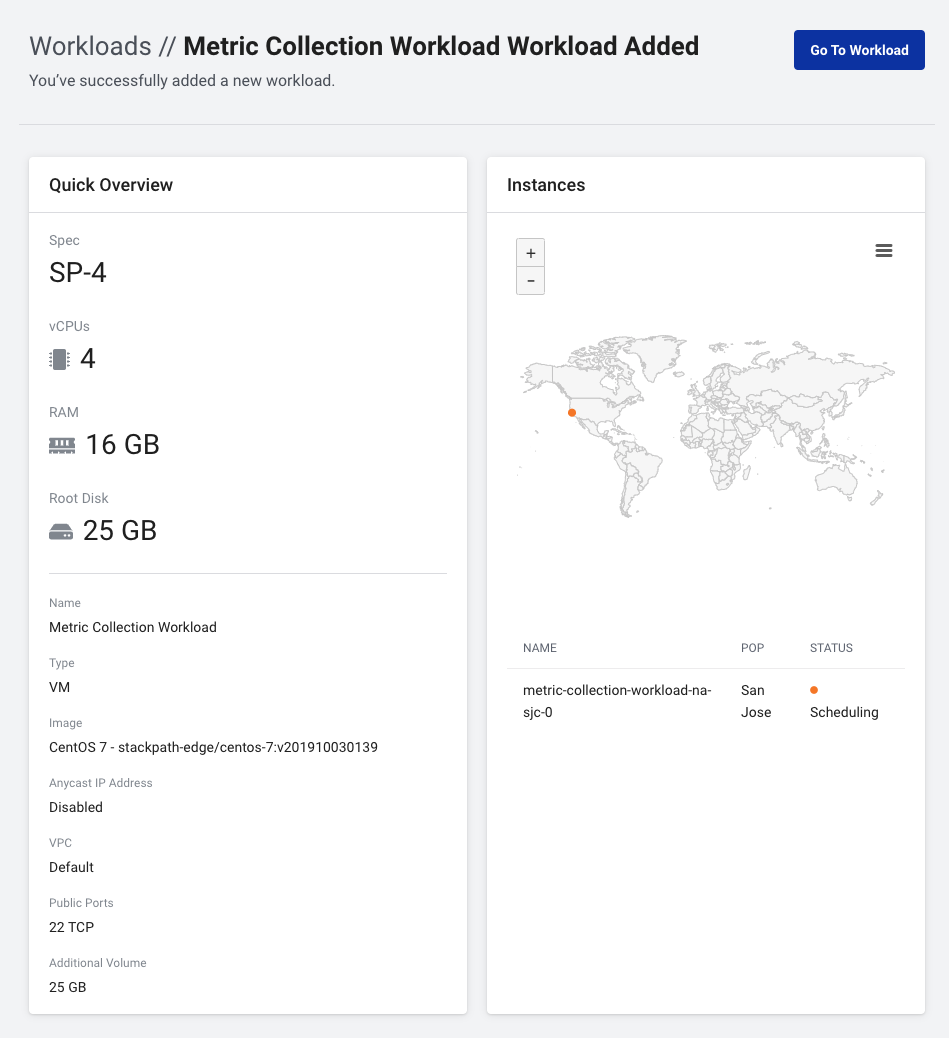 Workloads // Metric Collection Workload Workload Added
Go To Workload
You’ve successfully added a new workload.
Quick Overview
Spec
SP-4
vCPUs
4
RAM
16 GB
Root Disk
25 GB
Name
Metric Collection Workload
Type
VM
Image
CentOS 7 - stackpath-edge/centos-7:v201910030139
Anycast IP Address
Disabled
VPC
Default
Public Ports
22 TCP
Additional Volume
25 GB
Instances
+
−
NAME POP STATUS
metric-collection-workload-na- San
sjc-0 Jose Scheduling